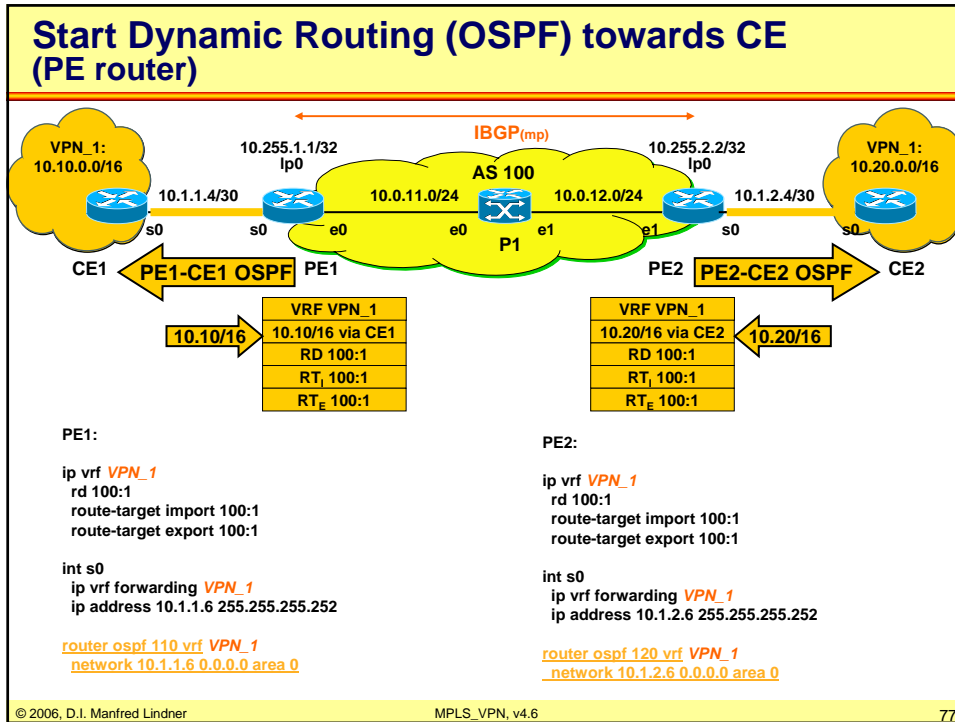 Start Dynamic Routing (OSPF) towards CE
(PE router)
IBGP(mp)
VPN_1:
10.10.0.0/16
10.255.1.1/32
lp0
10.255.2.2/32
lp0
VPN_1:
10.20.0.0/16
AS 100
10.1.1.4/30
10.0.11.0/24
10.0.12.0/24
10.1.2.4/30
s0
s0
e0
e0
e1
e1
s0
s0
P1
CE1
PE1-CE1 OSPF
PE1
PE2
PE2-CE2 OSPF
CE2
10.10/16
VRF VPN_1
10.10/16 via CE1
RD 100:1
RTI 100:1
RTE 100:1
VRF VPN_1
10.20/16 via CE2
RD 100:1
RTI 100:1
RTE 100:1
10.20/16
PE1:
ip vrf VPN_1
rd 100:1
route-target import 100:1
route-target export 100:1
int s0
ip vrf forwarding VPN_1
ip address 10.1.1.6 255.255.255.252
router ospf 110 vrf VPN_1
network 10.1.1.6 0.0.0.0 area 0
PE2:
ip vrf VPN_1
rd 100:1
route-target import 100:1
route-target export 100:1
int s0
ip vrf forwarding VPN_1
ip address 10.1.2.6 255.255.255.252
router ospf 120 vrf VPN_1
network 10.1.2.6 0.0.0.0 area 0
© 2006, D.I. Manfred Lindner
MPLS_VPN, v4.6
77